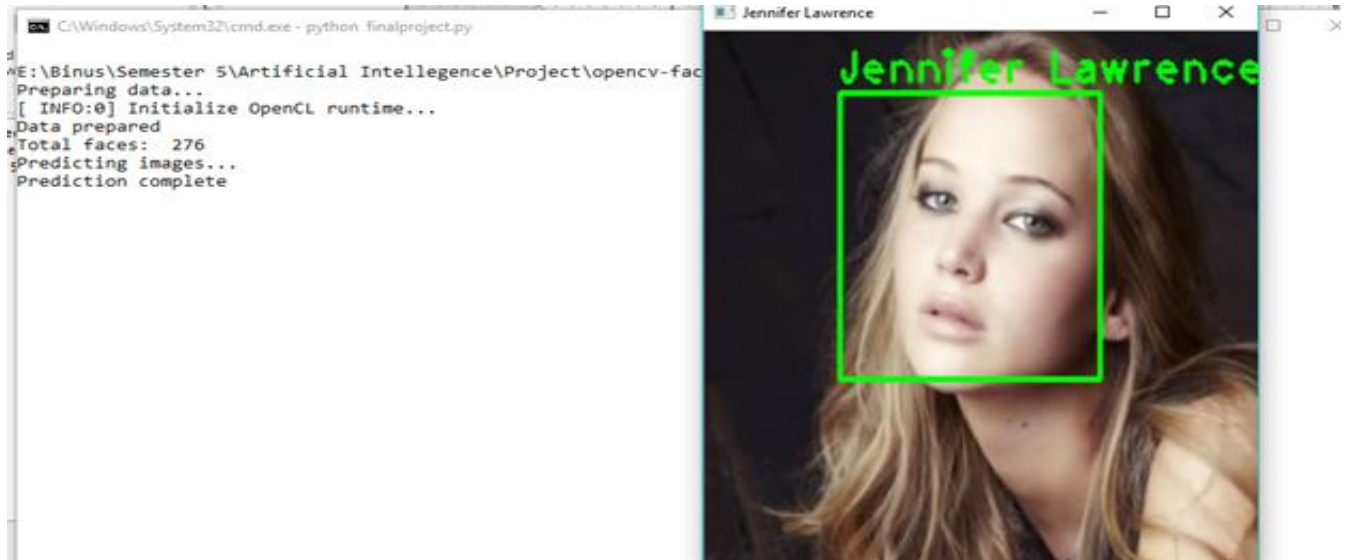 C:\Windows\System32\cmd.exe - python finalproject.py
E:\Binus\Semester 5\Artificial Intellegence\Project\opencv-fac
Preparing data...
[ INFO:0] Initialize OpenCL runtime...
Data prepared
Total faces: 276
Predicting images...
Prediction complete
Jennifer Lawrence
Jennifer Lawrence